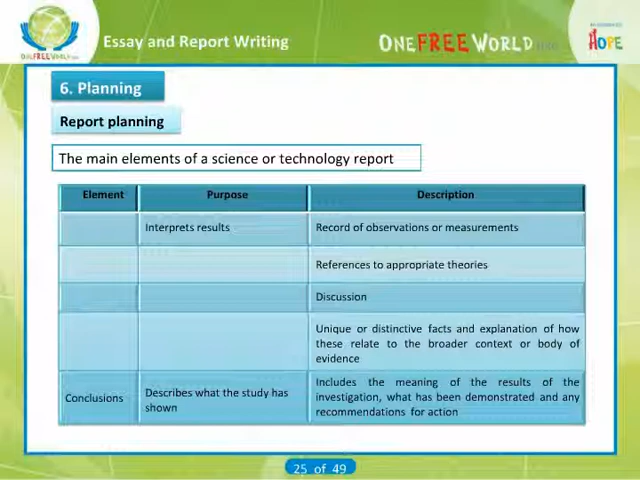 Essay and Report Writing
ONEFREEWORLD
HOPE
ONEFREEWORLD
6. Planning
Report planning
The main elements of a science or technology report
Element Purpose Description
Interprets results Record of observations or measurements
References to appropriate theories
Discussion
Unique or distinctive facts and explanation of how
these relate to the broader context or body of
evidence
Conclusions Describes what the study has
shown
Includes the meaning of the results of the
investigation, what has been demonstrated and any
recommendations for action
25 of 49